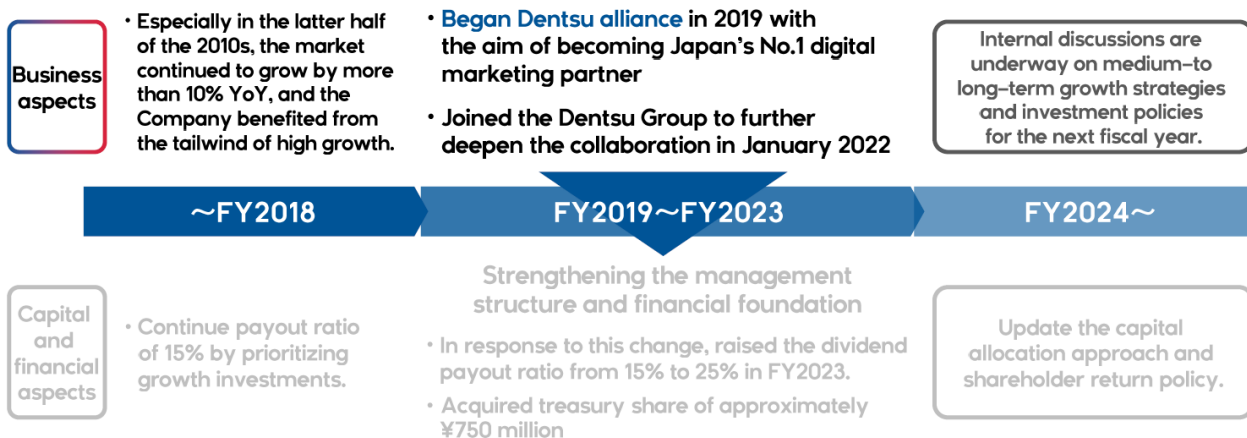 Business
aspects
• Especially in the latter half
of the 2010s, the market
continued to grow by more
than 10% YoY, and the
Company benefited from
the tailwind of high growth.
• Began Dentsu alliance in 2019 with
the aim of becoming Japan's No.1 digital
marketing partner
• Joined the Dentsu Group to further
deepen the collaboration in January 2022
Internal discussions are
underway on medium-to
long-term growth strategies
and investment policies
for the next fiscal year.
~FY2018
FY2019~FY2023
FY2024~
Capital
and
financial
aspects
• Continue payout ratio
of 15% by prioritizing
growth investments.
Strengthening the management
structure and financial foundation
• In response to this change, raised the dividend
payout ratio from 15% to 25% in FY2023.
• Acquired treasury share of approximately
¥750 million
Update the capital
allocation approach and
shareholder return policy.